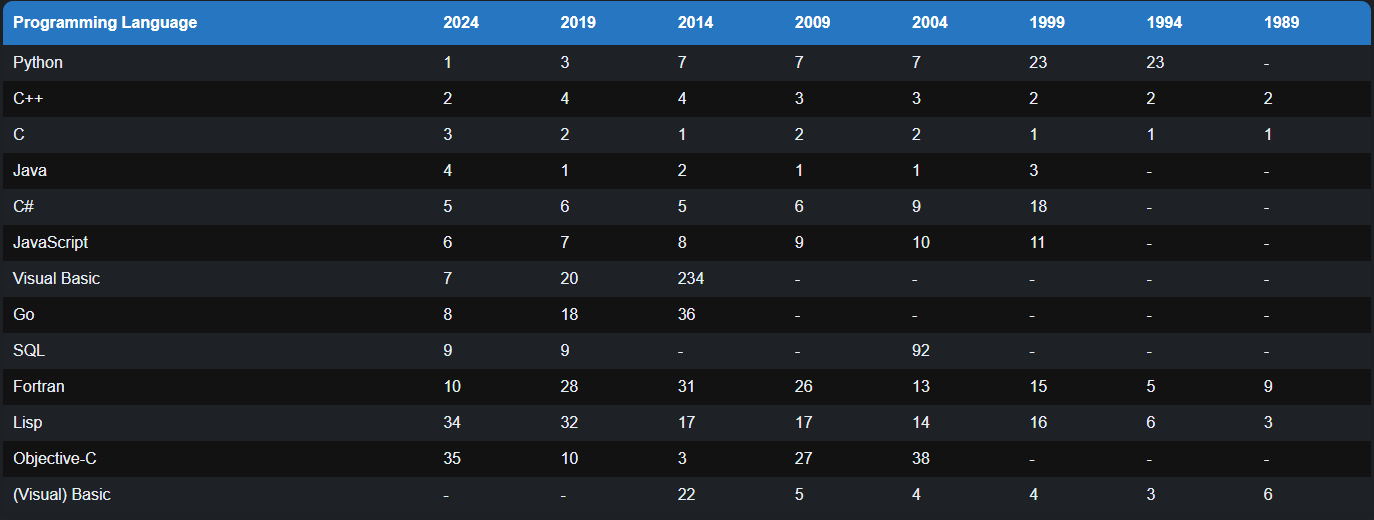 Programming Language 2024 2019 2014 2009 2004 1999 1994 1989
Python 1 3 7 7 7 23 23 -
C++ 2 4 4 3 3 2 2 2
C 3 2 1 2 2 1 1 1
Java 4 1 2 1 1 3 - -
C# 5 6 5 6 9 18 - -
JavaScript 6 7 8 9 10 11 - -
Visual Basic 7 20 234 - - - - -
Go 8 18 36 - - - - -
SQL 9 9 - - 92 - - -
Fortran 10 28 31 26 13 15 5 9
Lisp 34 32 17 17 14 16 6 3
Objective-C 35 10 3 27 38 - - -
(Visual) Basic - - 22 5 4 4 3 6